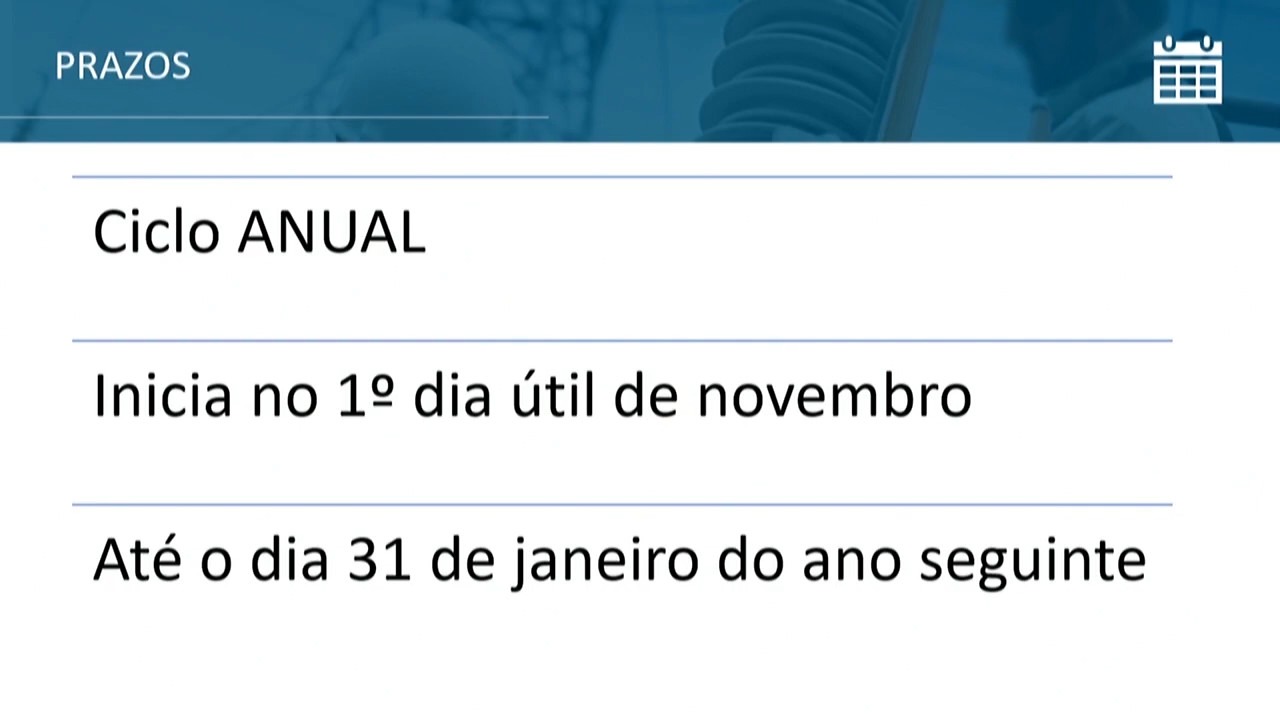 PRAZOS
Ciclo ANUAL
Inicia no 1º dia útil de novembro
Até o dia 31 de janeiro do ano seguinte